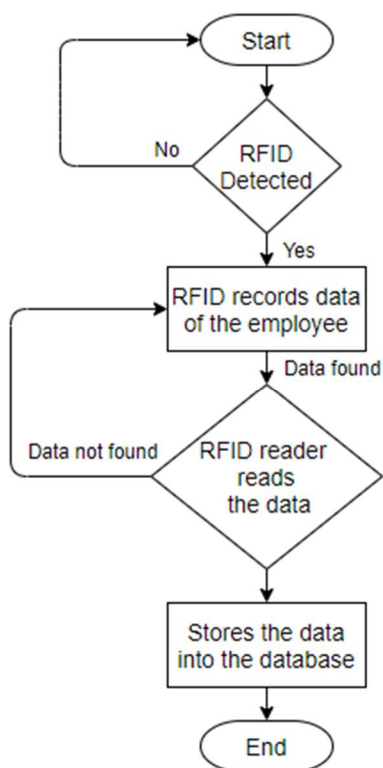 Start
No
RFID
Detected
Yes
RFID records data
of the employee
Data found
Data not found
RFID reader
reads
the data
Stores the data
into the database
End